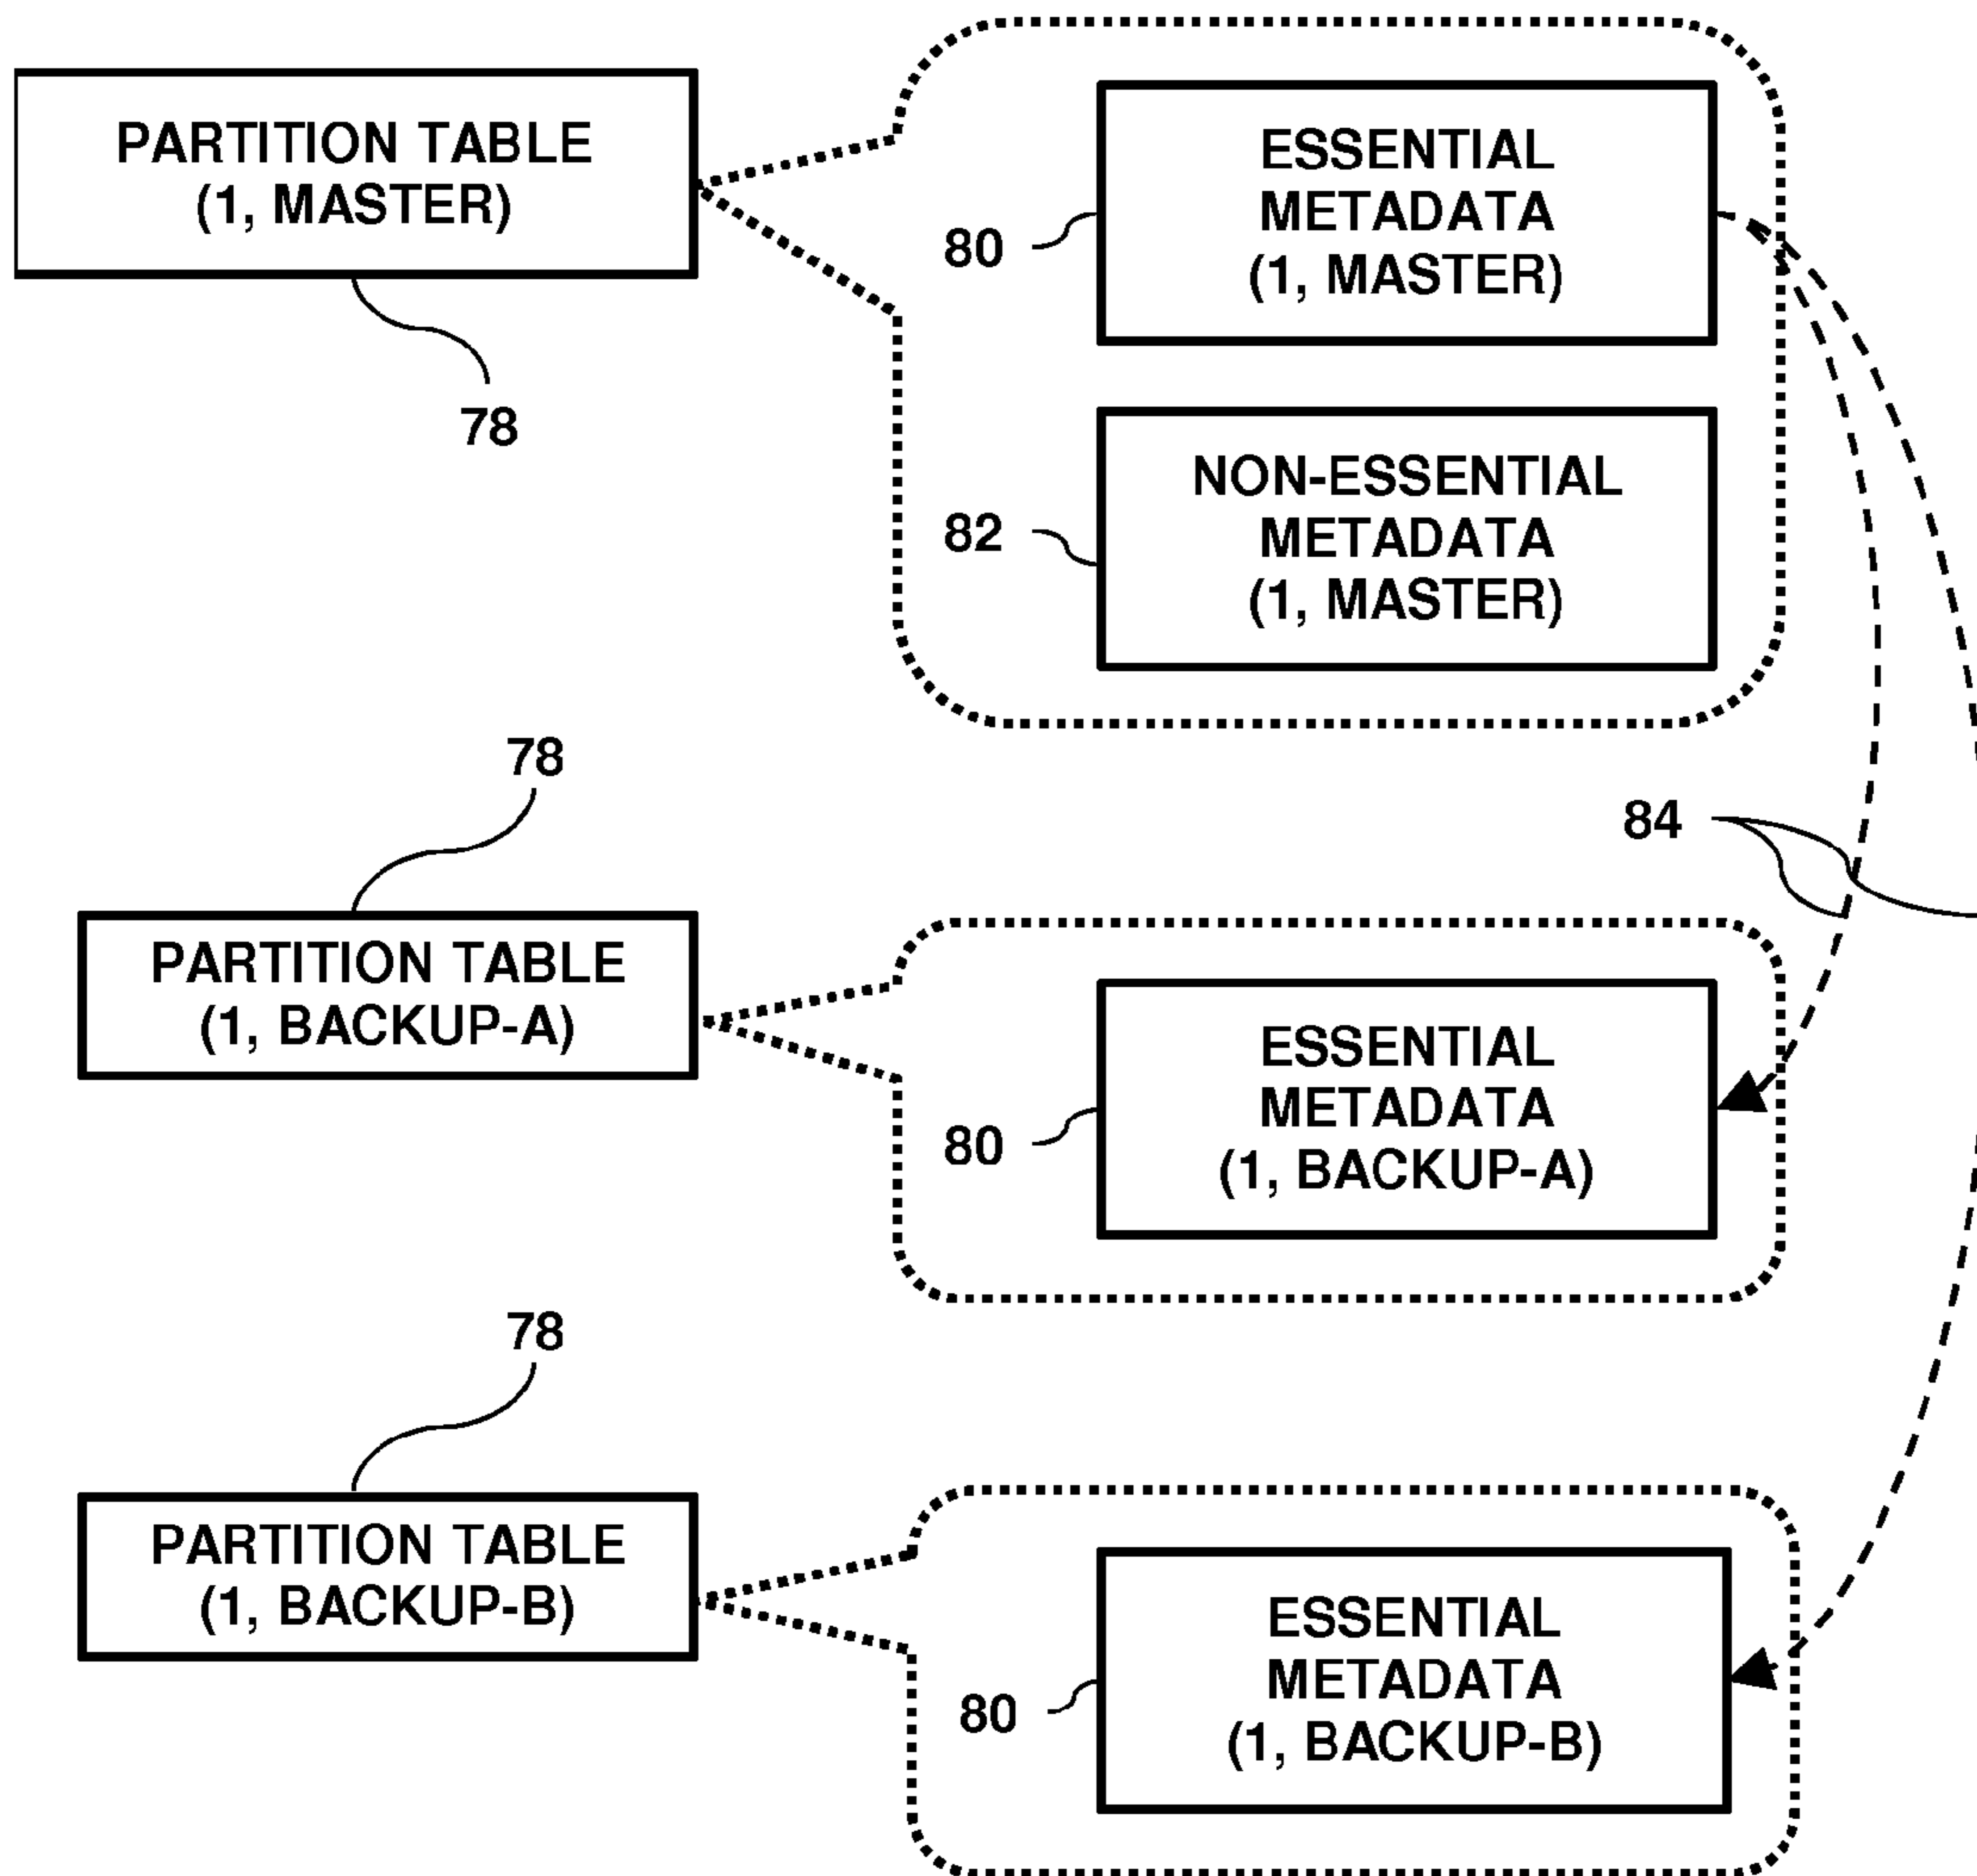 PARTITION TABLE
(1, MASTER)
78
ESSENTIAL
METADATA
(1, MASTER)
80
NON-ESSENTIAL
METADATA
(1, MASTER)
82
78
84
PARTITION TABLE
(1, BACKUP-A)
ESSENTIAL
METADATA
(1, BACKUP-A)
80
78
PARTITION TABLE
(1, BACKUP-B)
ESSENTIAL
METADATA
(1, BACKUP-B)
80